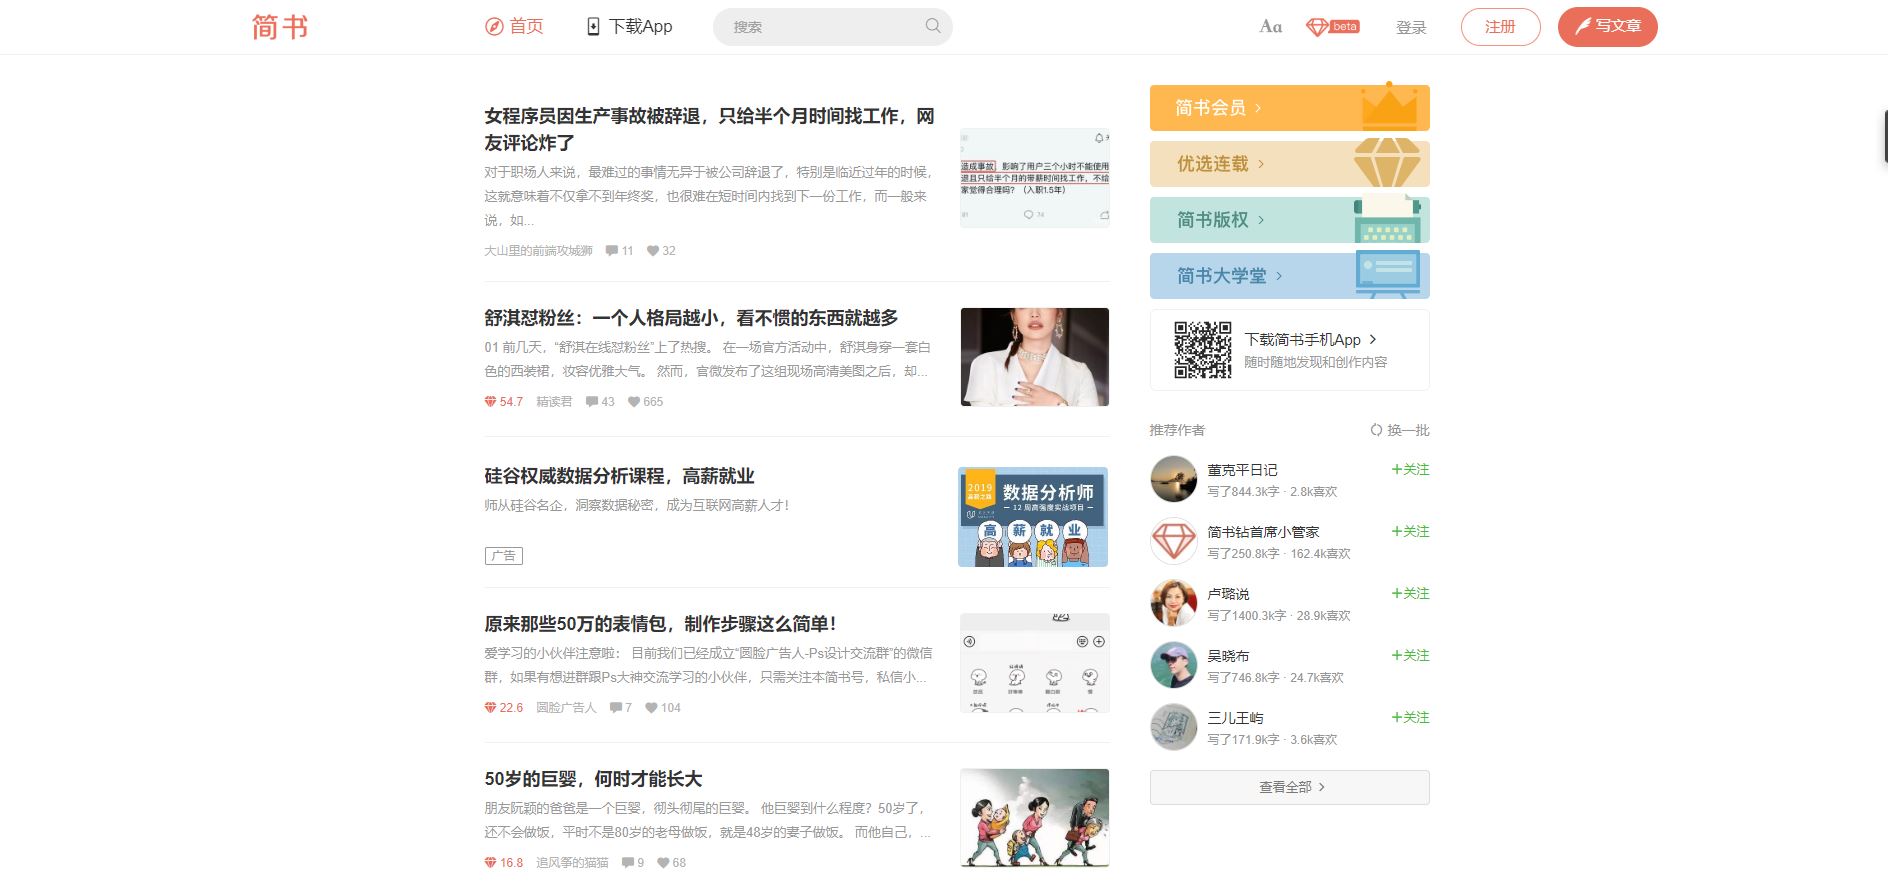 简书
首页
下载App
搜索
Aa
beta
登录
注册
写文章
女程序员因生产事故被辞退，只给半个月时间找工作，网
友评论炸了
对于职场人来说，最难过的事情无异于被公司辞退了，特别是临近过年的时候，
这就意味着不仅拿不到年终奖，也很难在短时间内找到下一份工作，而一般来
说，如...
大山里的前端攻城狮 11 32
造成事故，影响了用户三个小时不能使用
退且只给半个月的带薪时间找工作，不给
家觉得合理吗？（入职1.5年）
81 74
舒淇怼粉丝：一个人格局越小，看不惯的东西就越多
01 前几天，“舒淇在线怼粉丝”上了热搜。 在一场官方活动中，舒淇身穿一套白
色的西装裙，妆容优雅大气。 然而，官微发布了这组现场高清美图之后，却...
54.7 精读君 43 665
硅谷权威数据分析课程，高薪就业
师从硅谷名企，洞察数据秘密，成为互联网高薪人才！
广告
2019
高薪之路
数据分析师
12 周高强度实战项目
高薪就业
原来那些50万的表情包，制作步骤这么简单！
爱学习的小伙伴注意啦： 目前我们已经成立“圆脸广告人-Ps设计交流群”的微信
群，如果有想进群跟Ps大神交流学习的小伙伴，只需关注本简书号，私信小...
22.6 圆脸广告人 7 104
50岁的巨婴，何时才能长大
朋友阮颖的爸爸是一个巨婴，彻头彻尾的巨婴。 他巨婴到什么程度？50岁了，
还不会做饭，平时不是80岁的老母做饭，就是48岁的妻子做饭。 而他自己，...
16.8 追风筝的猫猫 9 68
简书会员
优选连载
简书版权
简书大学堂
下载简书手机App
随时随地发现和创作内容
推荐作者
换一批
董克平日记
+关注
写了844.3k字 · 2.8k喜欢
简书钻首席小管家
+关注
写了250.8k字 · 162.4k喜欢
卢璐说
+关注
写了1400.3k字 · 28.9k喜欢
吴晓布
+关注
写了746.8k字 · 24.7k喜欢
三儿王屿
+关注
写了171.9k字 · 3.6k喜欢
查看全部